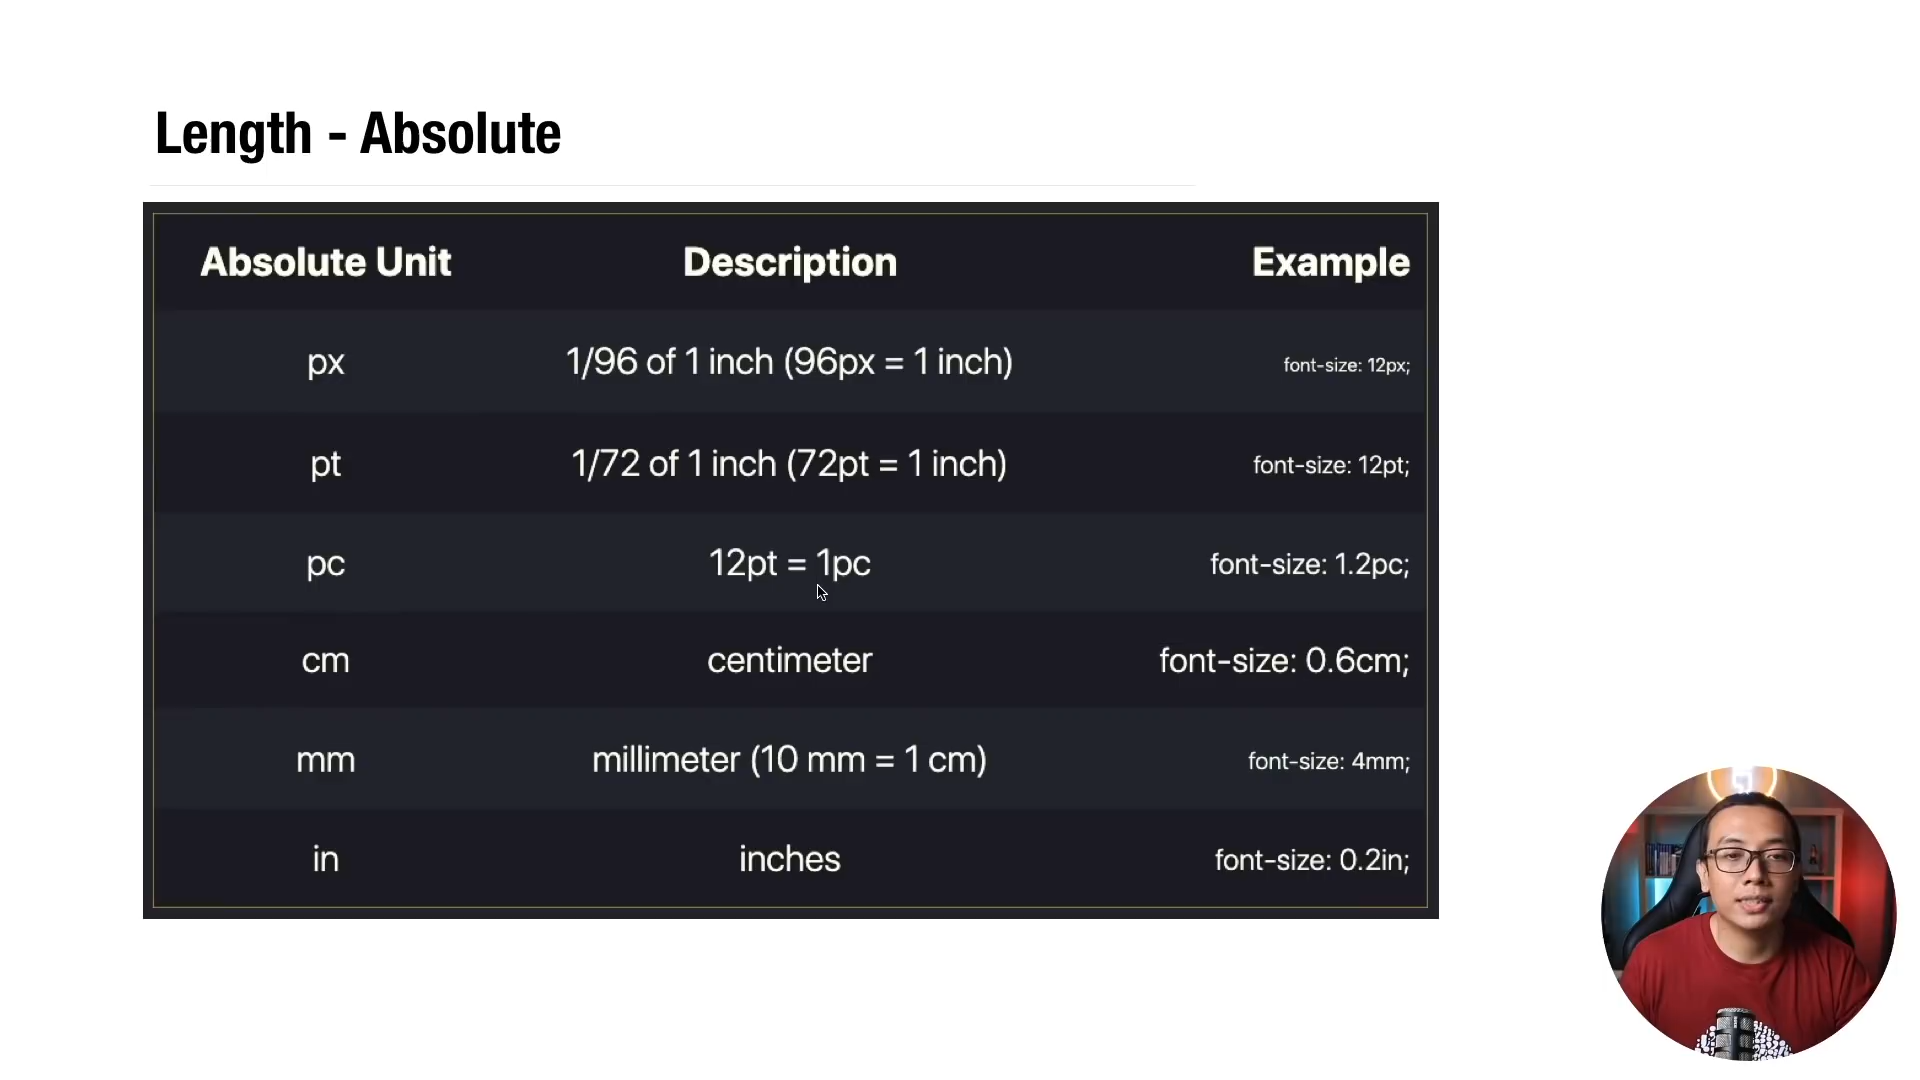 Length - Absolute
Absolute Unit Description Example
px 1/96 of 1 inch (96px = 1 inch) font-size: 12px;
pt 1/72 of 1 inch (72pt = 1 inch) font-size: 12pt;
pc 12pt = 1pc font-size: 1.2pc;
cm centimeter font-size: 0.6cm;
mm millimeter (10 mm = 1 cm) font-size: 4mm;
in inches font-size: 0.2in;